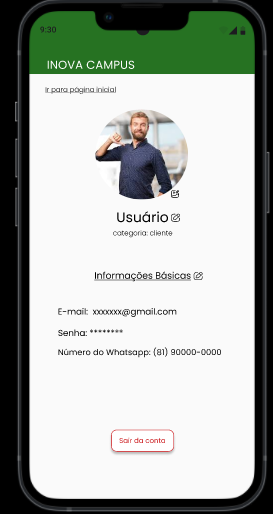 9:30
INOVA CAMPUS
Ir para página inicial
Usuário
categoria: cliente
Informações Básicas
E-mail: xxxxxxx@gmail.com
Senha: ********
Número do Whatsapp: (81) 90000-0000
Sair da conta